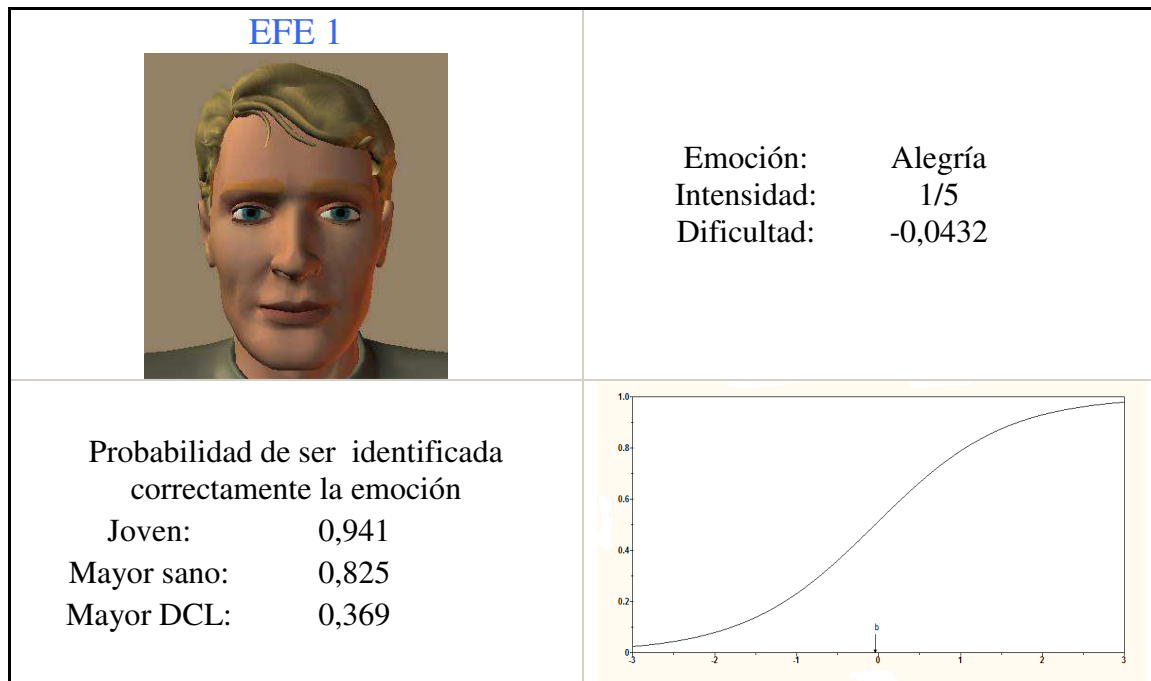 EFE 1
Emoción: Alegría
Intensidad: 1/5
Dificultad: -0,0432
Probabilidad de ser identificada
correctamente la emoción
Joven: 0,941
Mayor sano: 0,825
Mayor DCL: 0,369
1.0
0.8
0.6
0.4
0.2
0
b
-3 -2 -1 0 1 2 3